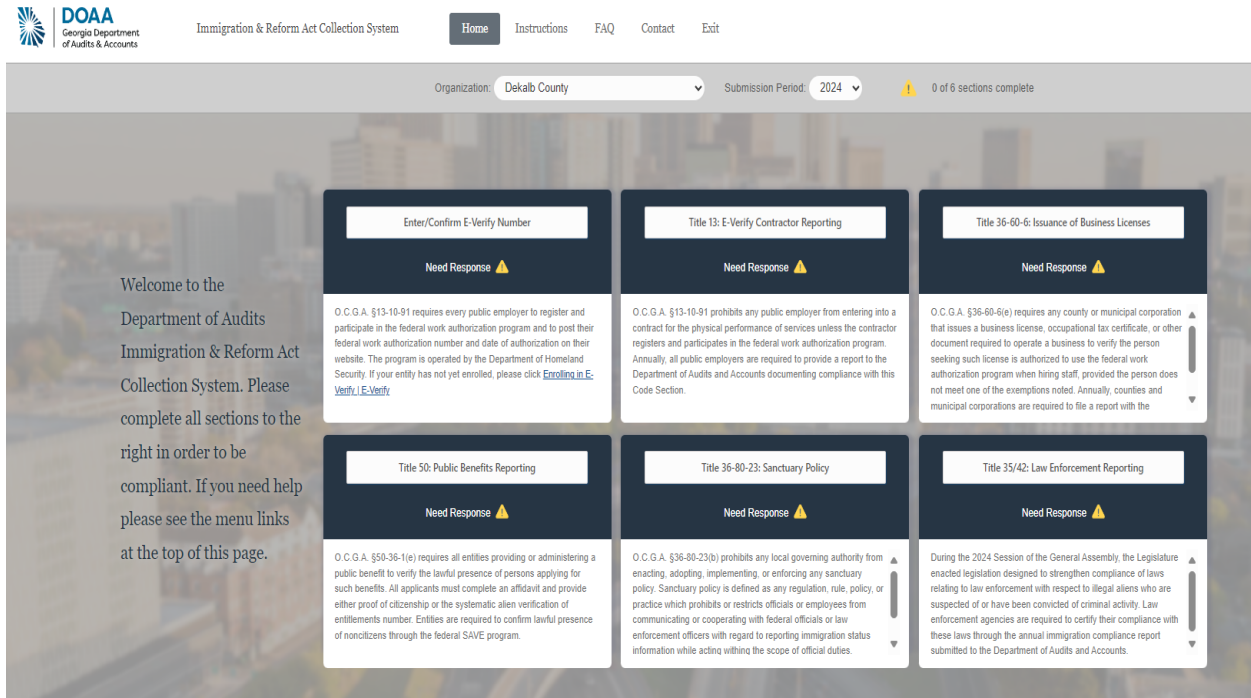 DOAA
Georgia Department
of Audits & Accounts
Immigration & Reform Act Collection System
Home
Instructions
FAQ
Contact
Exit
Organization: Dekalb County
Submission Period: 2024
0 of 6 sections complete
Welcome to the
Department of Audits
Immigration & Reform Act
Collection System. Please
complete all sections to the
right in order to be
compliant. If you need help
please see the menu links
at the top of this page.
Enter/Confirm E-Verify Number
Need Response
O.C.G.A. §13-10-91 requires every public employer to register and
participate in the federal work authorization program and to post their
federal work authorization number and date of authorization on their
website. The program is operated by the Department of Homeland
Security. If your entity has not yet enrolled, please click Enrolling in E-
Verify | E-Verify
Title 13: E-Verify Contractor Reporting
Need Response
O.C.G.A. §13-10-91 prohibits any public employer from entering into a
contract for the physical performance of services unless the contractor
registers and participates in the federal work authorization program.
Annually, all public employers are required to provide a report to the
Department of Audits and Accounts documenting compliance with this
Code Section.
Title 36-60-6: Issuance of Business Licenses
Need Response
O.C.G.A. §36-60-6(e) requires any county or municipal corporation
that issues a business license, occupational tax certificate, or other
document required to operate a business to verify the person
seeking such license is authorized to use the federal work
authorization program when hiring staff, provided the person does
not meet one of the exemptions noted. Annually, counties and
municipal corporations are required to file a report with the
Title 50: Public Benefits Reporting
Need Response
O.C.G.A. §50-36-1(e) requires all entities providing or administering a
public benefit to verify the lawful presence of persons applying for
such benefits. All applicants must complete an affidavit and provide
either proof of citizenship or the systematic alien verification of
entitlements number. Entities are required to confirm lawful presence
of noncitizens through the federal SAVE program.
Title 36-80-23: Sanctuary Policy
Need Response
O.C.G.A. §36-80-23(b) prohibits any local governing authority from
enacting, adopting, implementing, or enforcing any sanctuary
policy. Sanctuary policy is defined as any regulation, rule, policy, or
practice which prohibits or restricts officials or employees from
communicating or cooperating with federal officials or law
enforcement officers with regard to reporting immigration status
information while acting withing the scope of official duties.
Title 35/42: Law Enforcement Reporting
Need Response
During the 2024 Session of the General Assembly, the Legislature
enacted legislation designed to strengthen compliance of laws
relating to law enforcement with respect to illegal aliens who are
suspected of or have been convicted of criminal activity. Law
enforcement agencies are required to certify their compliance with
these laws through the annual immigration compliance report
submitted to the Department of Audits and Accounts.